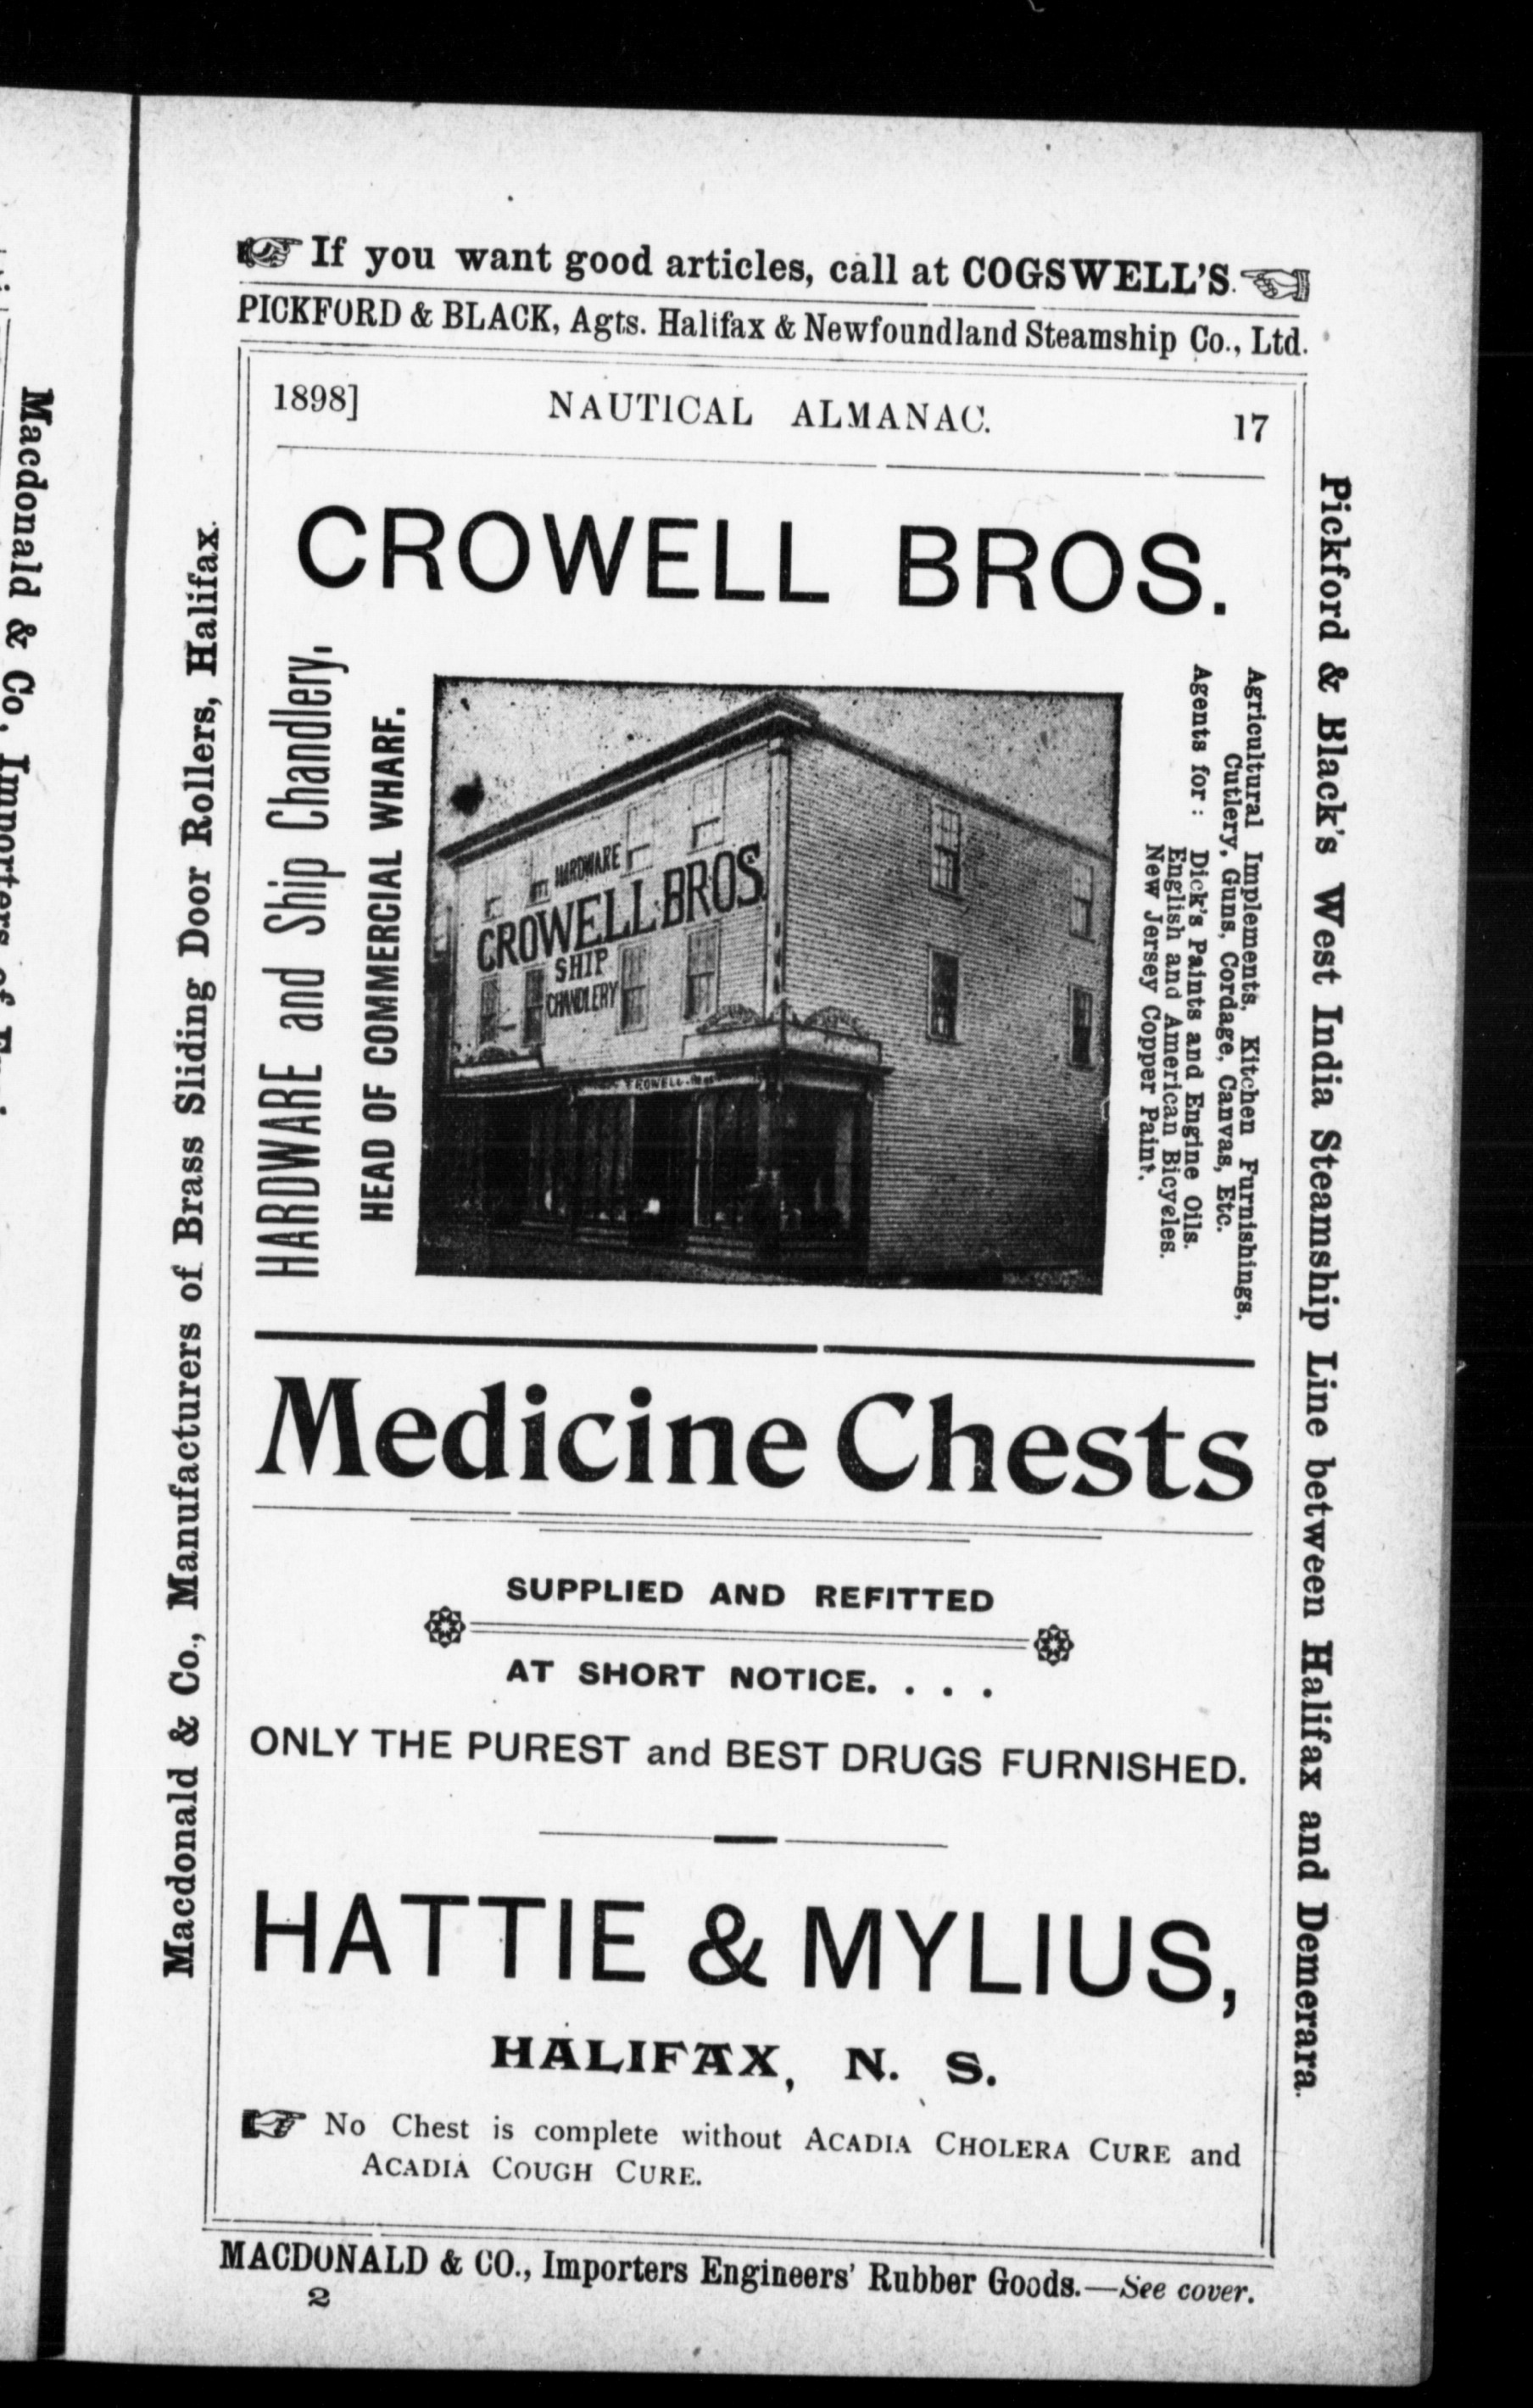 If you want good articles, call at COGSWELL'S.
PICKFORD & BLACK, Agts. Halifax & Newfoundland Steamship Co., Ltd.
1898] NAUTICAL ALMANAC. 17
CROWELL BROS.
HARDWARE and Ship Chandlery,
HEAD OF COMMERCIAL WHARF.
HARDWARE
CROWELL BROS.
SHIP
CHANDLERY
CROWELL
Agricultural Implements, Kitchen Furnishings,
Cutlery, Guns, Cordage, Canvas, Etc.
Agents for: Dick's Paints and Engine Oils.
English and American Bicycles.
New Jersey Copper Paint.
Medicine Chests
SUPPLIED AND REFITTED
AT SHORT NOTICE. . . .
ONLY THE PUREST and BEST DRUGS FURNISHED.
HATTIE & MYLIUS,
HALIFAX, N. S.
No Chest is complete without ACADIA CHOLERA CURE and
ACADIA COUGH CURE.
MACDONALD & CO., Importers Engineers' Rubber Goods.—See cover.
2
Macdonald & Co., Manufacturers of Brass Sliding Door Rollers, Halifax.
Pickford & Black's West India Steamship Line between Halifax and Demerara.
Macdonald & Co., Importers of